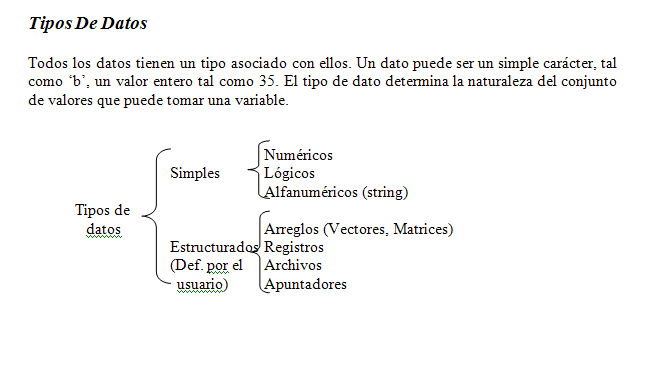 Tipos De Datos
Todos los datos tienen un tipo asociado con ellos. Un dato puede ser un simple carácter, tal
como ‘b’, un valor entero tal como 35. El tipo de dato determina la naturaleza del conjunto
de valores que puede tomar una variable.
Tipos de
datos
Simples
Numéricos
Lógicos
Alfanuméricos (string)
Estructurados
(Def. por el
usuario)
Arreglos (Vectores, Matrices)
Registros
Archivos
Apuntadores